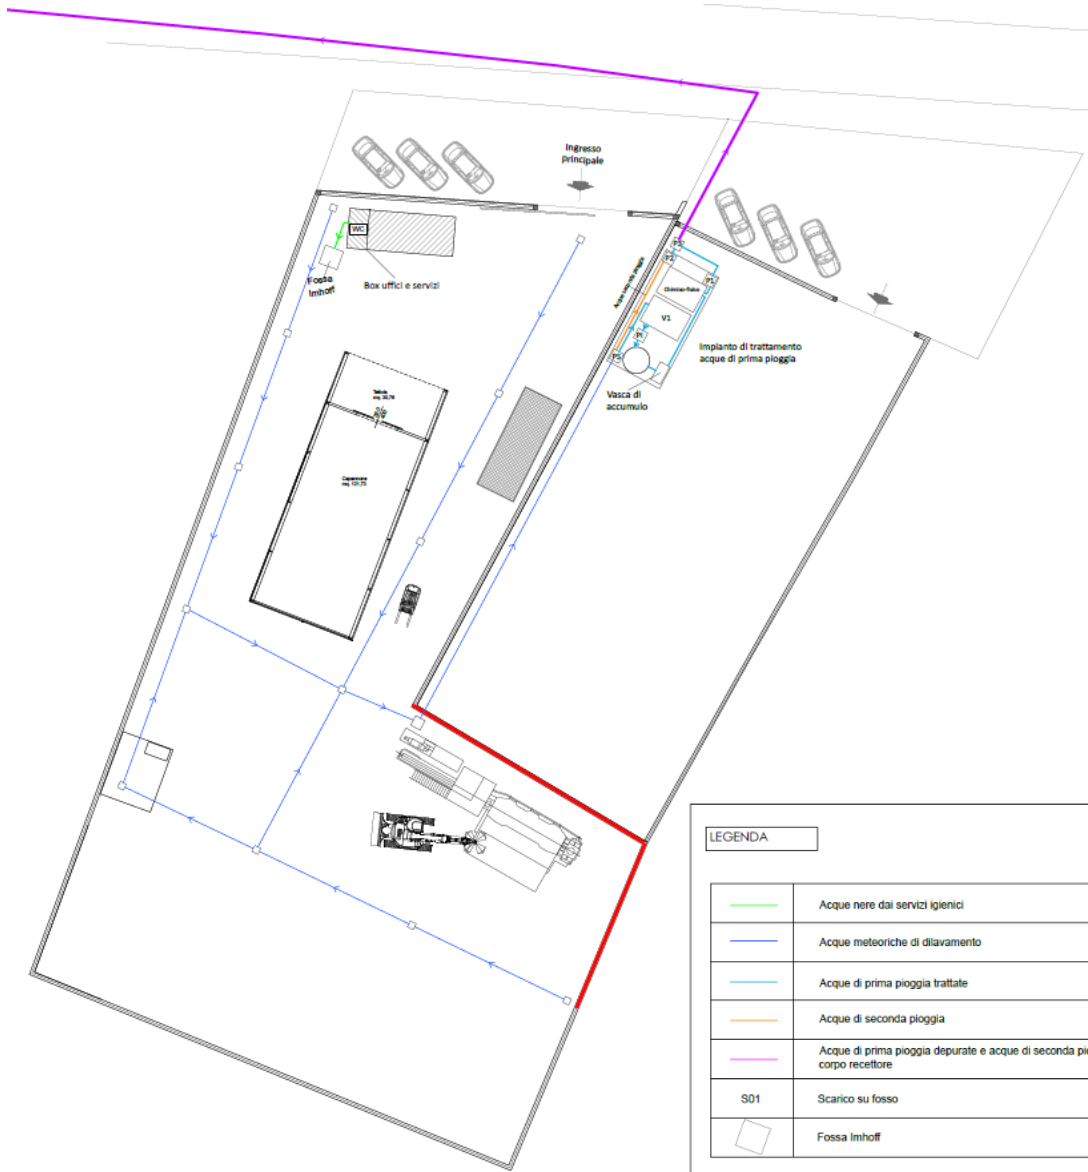 Ingresso
principale
WC
Fossa
Imhoff
Box uffici e servizi
P2
P1
Chimico-fisico
V1
Impianto di trattamento
acque di prima pioggia
Vasca di
accumulo
Tettoia
Capannone
LEGENDA
Acque nere dai servizi igienici
Acque meteoriche di dilavamento
Acque di prima pioggia trattate
Acque di seconda pioggia
Acque di prima pioggia depurate e acque di seconda pio
corpo recettore
S01
Scarico su fosso
Fossa Imhoff